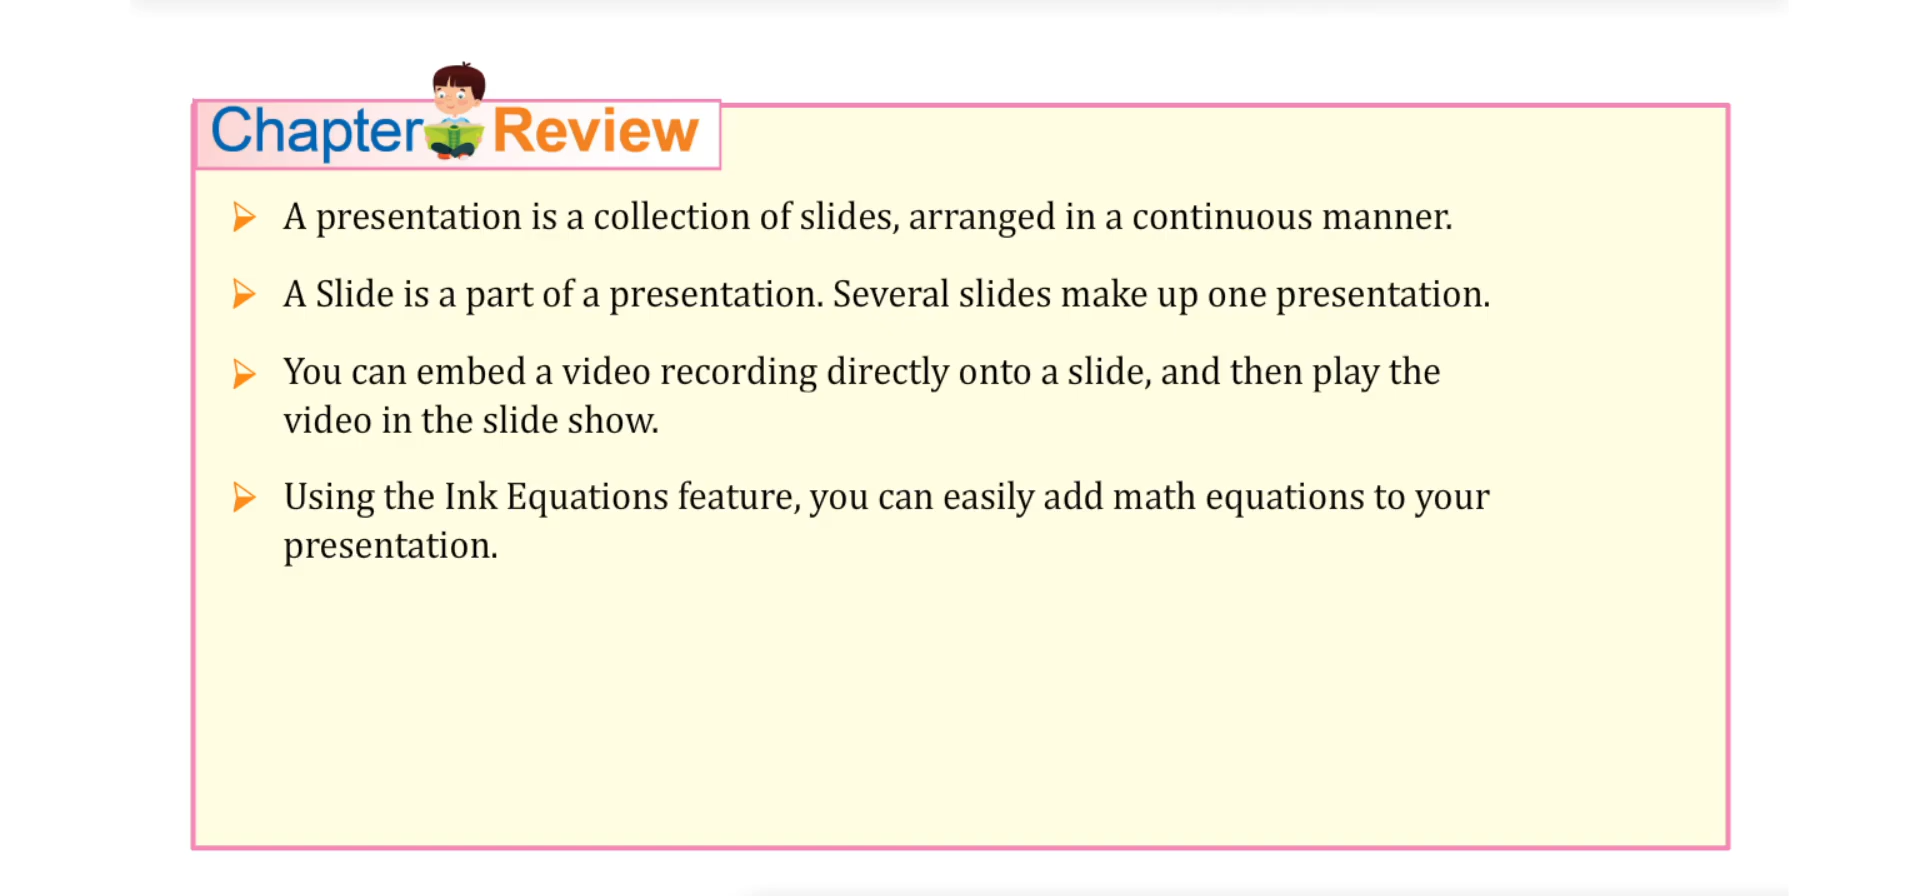 Chapter Review
A presentation is a collection of slides, arranged in a continuous manner.
A Slide is a part of a presentation. Several slides make up one presentation.
You can embed a video recording directly onto a slide, and then play the
video in the slide show.
Using the Ink Equations feature, you can easily add math equations to your
presentation.